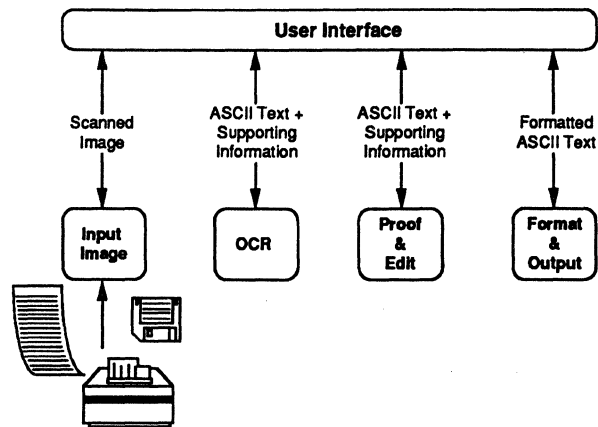 User Interface
Scanned
Image
ASCII Text +
Supporting
Information
ASCII Text +
Supporting
Information
Formatted
ASCII Text
Input
Image
OCR
Proof
&
Edit
Format
&
Output